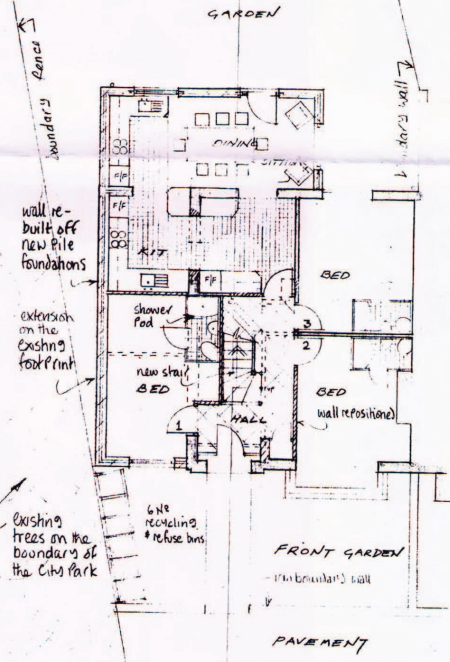 GARDEN
boundary fence
DINING
SITTING
F/F
F/F
wall re-
built off
new pile
foundations
KIT
F/F
BED
extension
on the
existing
footprint
shower
Pod
new stair
BED
3
2
BED
wall repositioned
HALL
1
existing
trees on the
boundary of
the City Park
6 No
recycling
& refuse bins
FRONT GARDEN
boundary wall
PAVEMENT